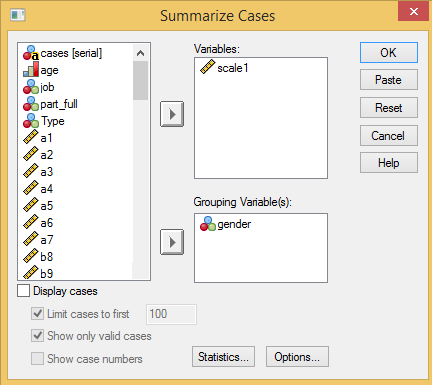 Summarize Cases
cases [serial]
age
job
part_full
Type
a1
a2
a3
a4
a5
a6
a7
b8
b9
Variables:
scale1
Grouping Variable(s):
gender
OK
Paste
Reset
Cancel
Help
Display cases
Limit cases to first 100
Show only valid cases
Show case numbers
Statistics...
Options...